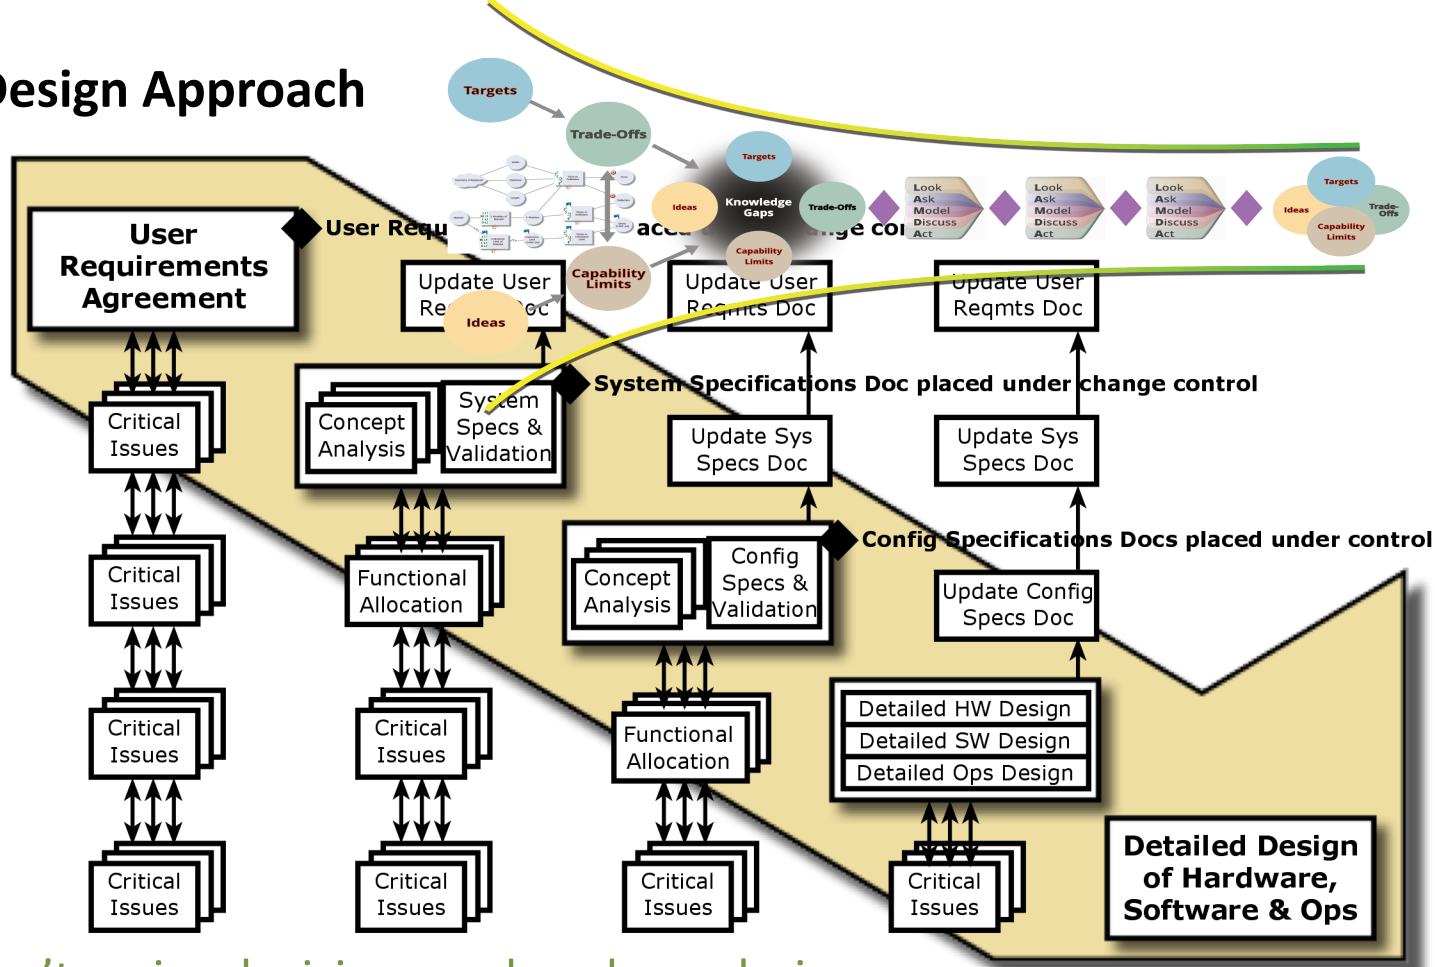 Design Approach
Targets
Trade-Offs
Targets
Ideas
Knowledge
Gaps
Trade-Offs
Capability
Limits
Capability
Limits
Ideas
Look
Ask
Model
Discuss
Act
Look
Ask
Model
Discuss
Act
Look
Ask
Model
Discuss
Act
Targets
Ideas
Trade-
Offs
Capability
Limits
User
Requirements
Agreement
Update User
Doc
Update User
Reqmts Doc
Update User
Reqmts Doc
System Specifications Doc placed under change control
Critical
Issues
Concept
Analysis
System
Specs &
Validation
Update Sys
Specs Doc
Update Sys
Specs Doc
Config Specifications Docs placed under control
Critical
Issues
Functional
Allocation
Concept
Analysis
Config
Specs &
Validation
Update Config
Specs Doc
Critical
Issues
Critical
Issues
Functional
Allocation
Detailed HW Design
Detailed SW Design
Detailed Ops Design
Critical
Issues
Critical
Issues
Critical
Issues
Critical
Issues
Detailed Design
of Hardware,
Software & Ops